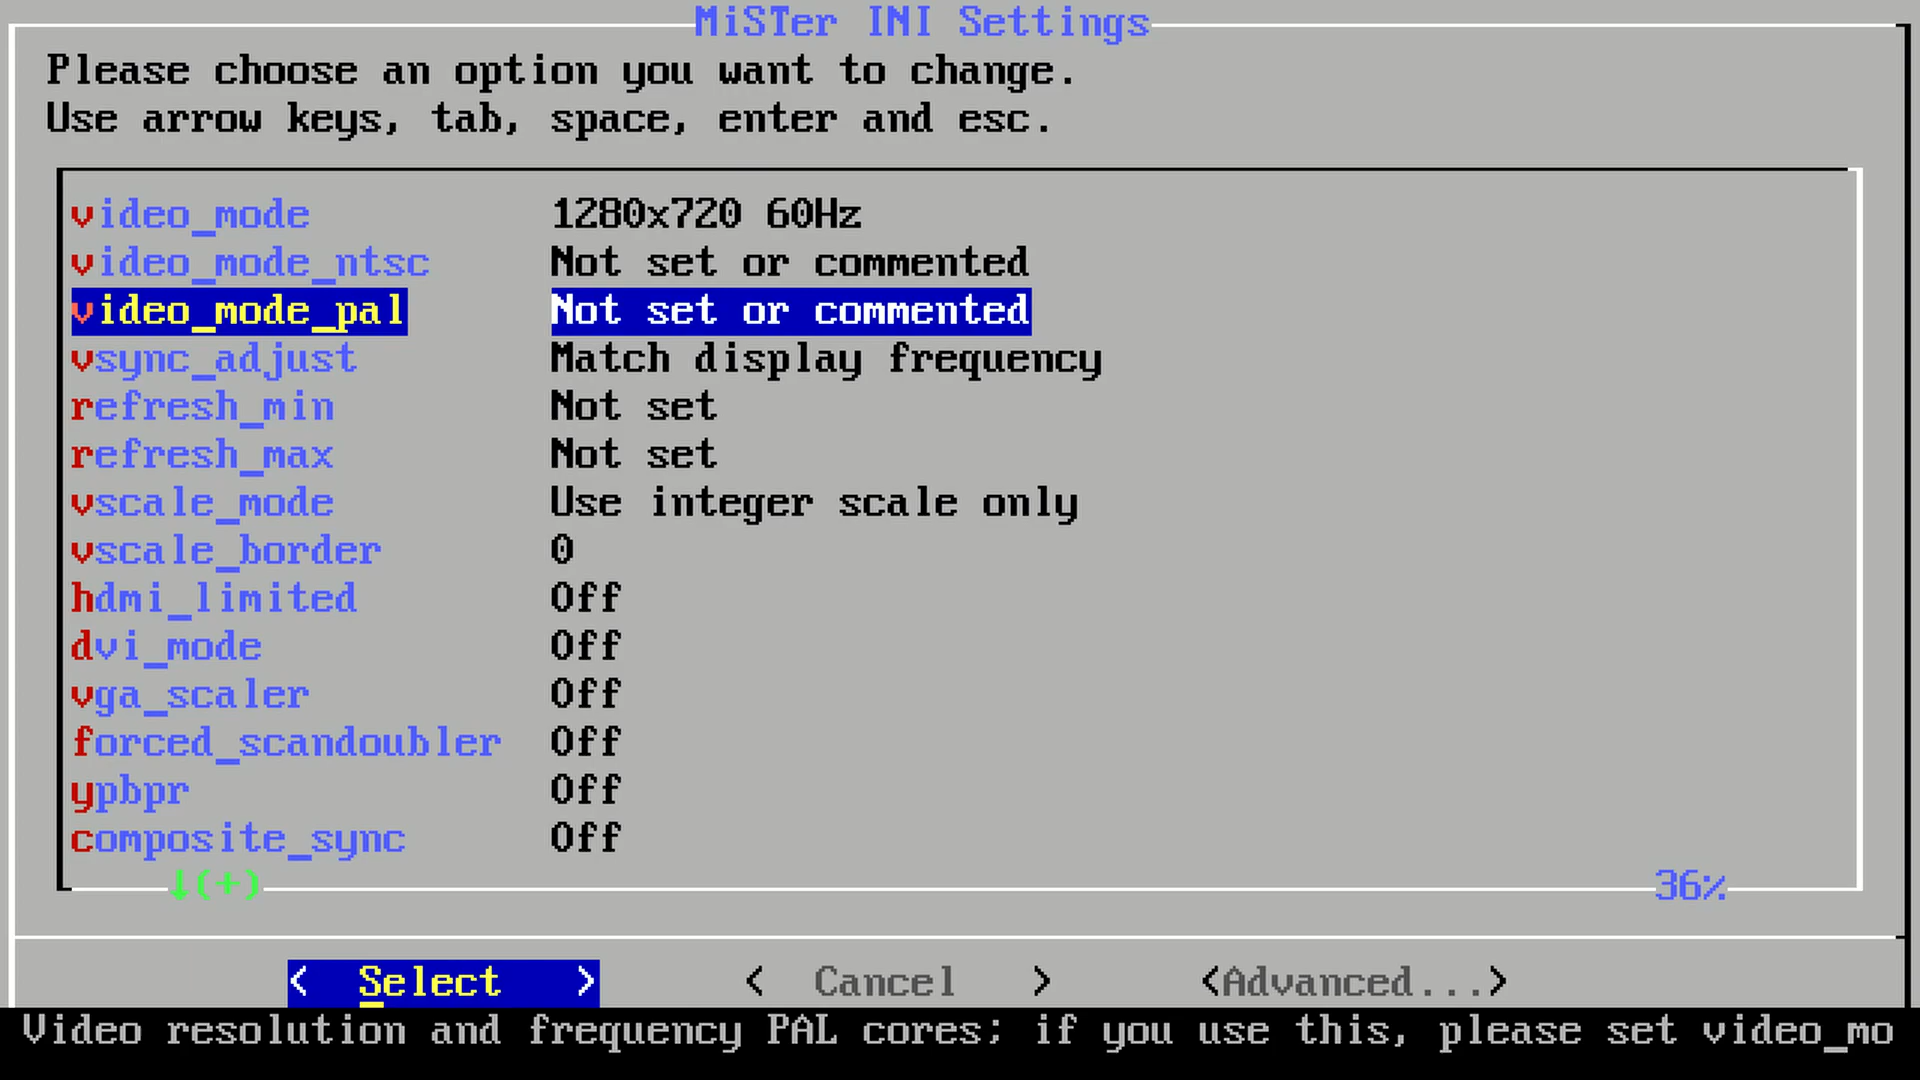 MiSTer INI Settings
Please choose an option you want to change.
Use arrow keys, tab, space, enter and esc.
video_mode 1280x720 60Hz
video_mode_ntsc Not set or commented
video_mode_pal Not set or commented
vsync_adjust Match display frequency
refresh_min Not set
refresh_max Not set
vscale_mode Use integer scale only
vscale_border 0
hdmi_limited Off
dvi_mode Off
vga_scaler Off
forced_scandoubler Off
ypbpr Off
composite_sync Off
↓(+) 36%
< Select > < Cancel > <Advanced...>
Video resolution and frequency PAL cores; if you use this, please set video_mo